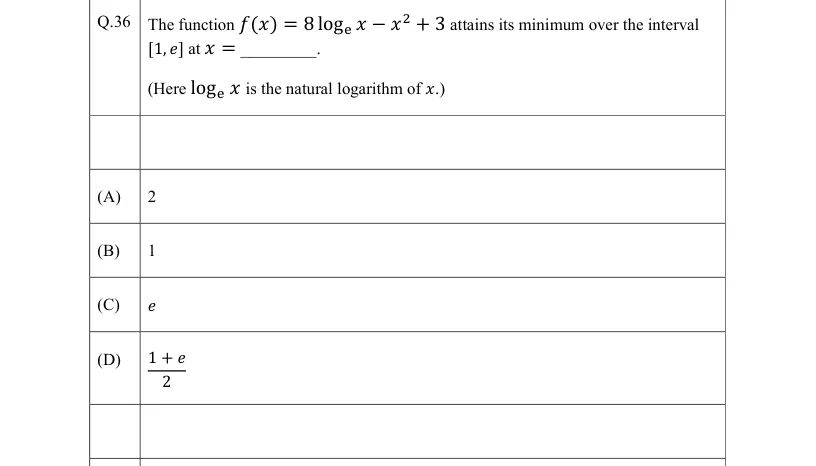 Q.36 The function f(x) = 8 logₑ x − x² + 3 attains its minimum over the interval
[1, e] at x = _________.
(Here logₑ x is the natural logarithm of x.)
(A) 2
(B) 1
(C) e
(D) (1 + e)/2